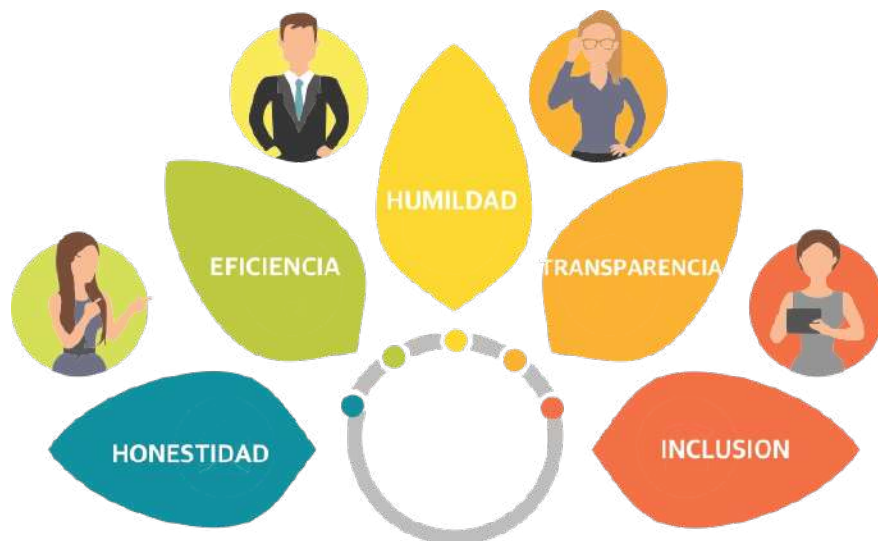 HUMILDAD
EFICIENCIA
TRANSPARENCIA
HONESTIDAD
INCLUSION